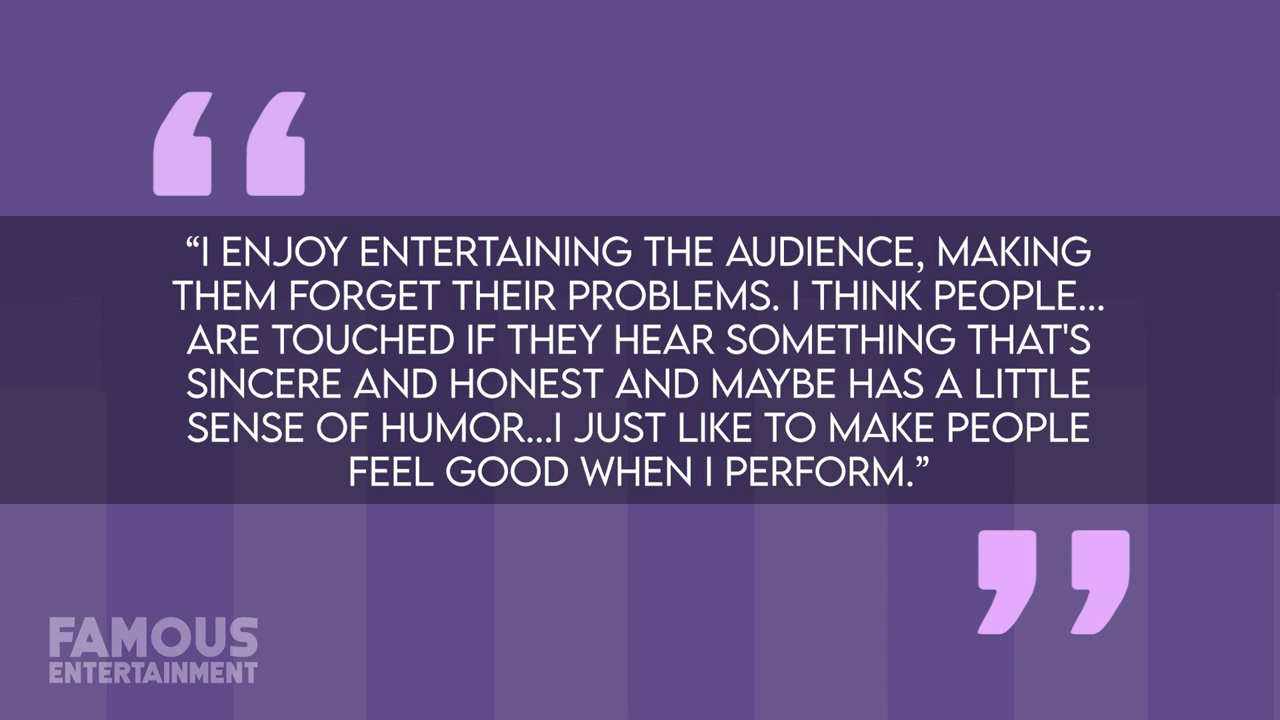 “I ENJOY ENTERTAINING THE AUDIENCE, MAKING
THEM FORGET THEIR PROBLEMS. I THINK PEOPLE...
ARE TOUCHED IF THEY HEAR SOMETHING THAT'S
SINCERE AND HONEST AND MAYBE HAS A LITTLE
SENSE OF HUMOR...I JUST LIKE TO MAKE PEOPLE
FEEL GOOD WHEN I PERFORM.”
FAMOUS
ENTERTAINMENT